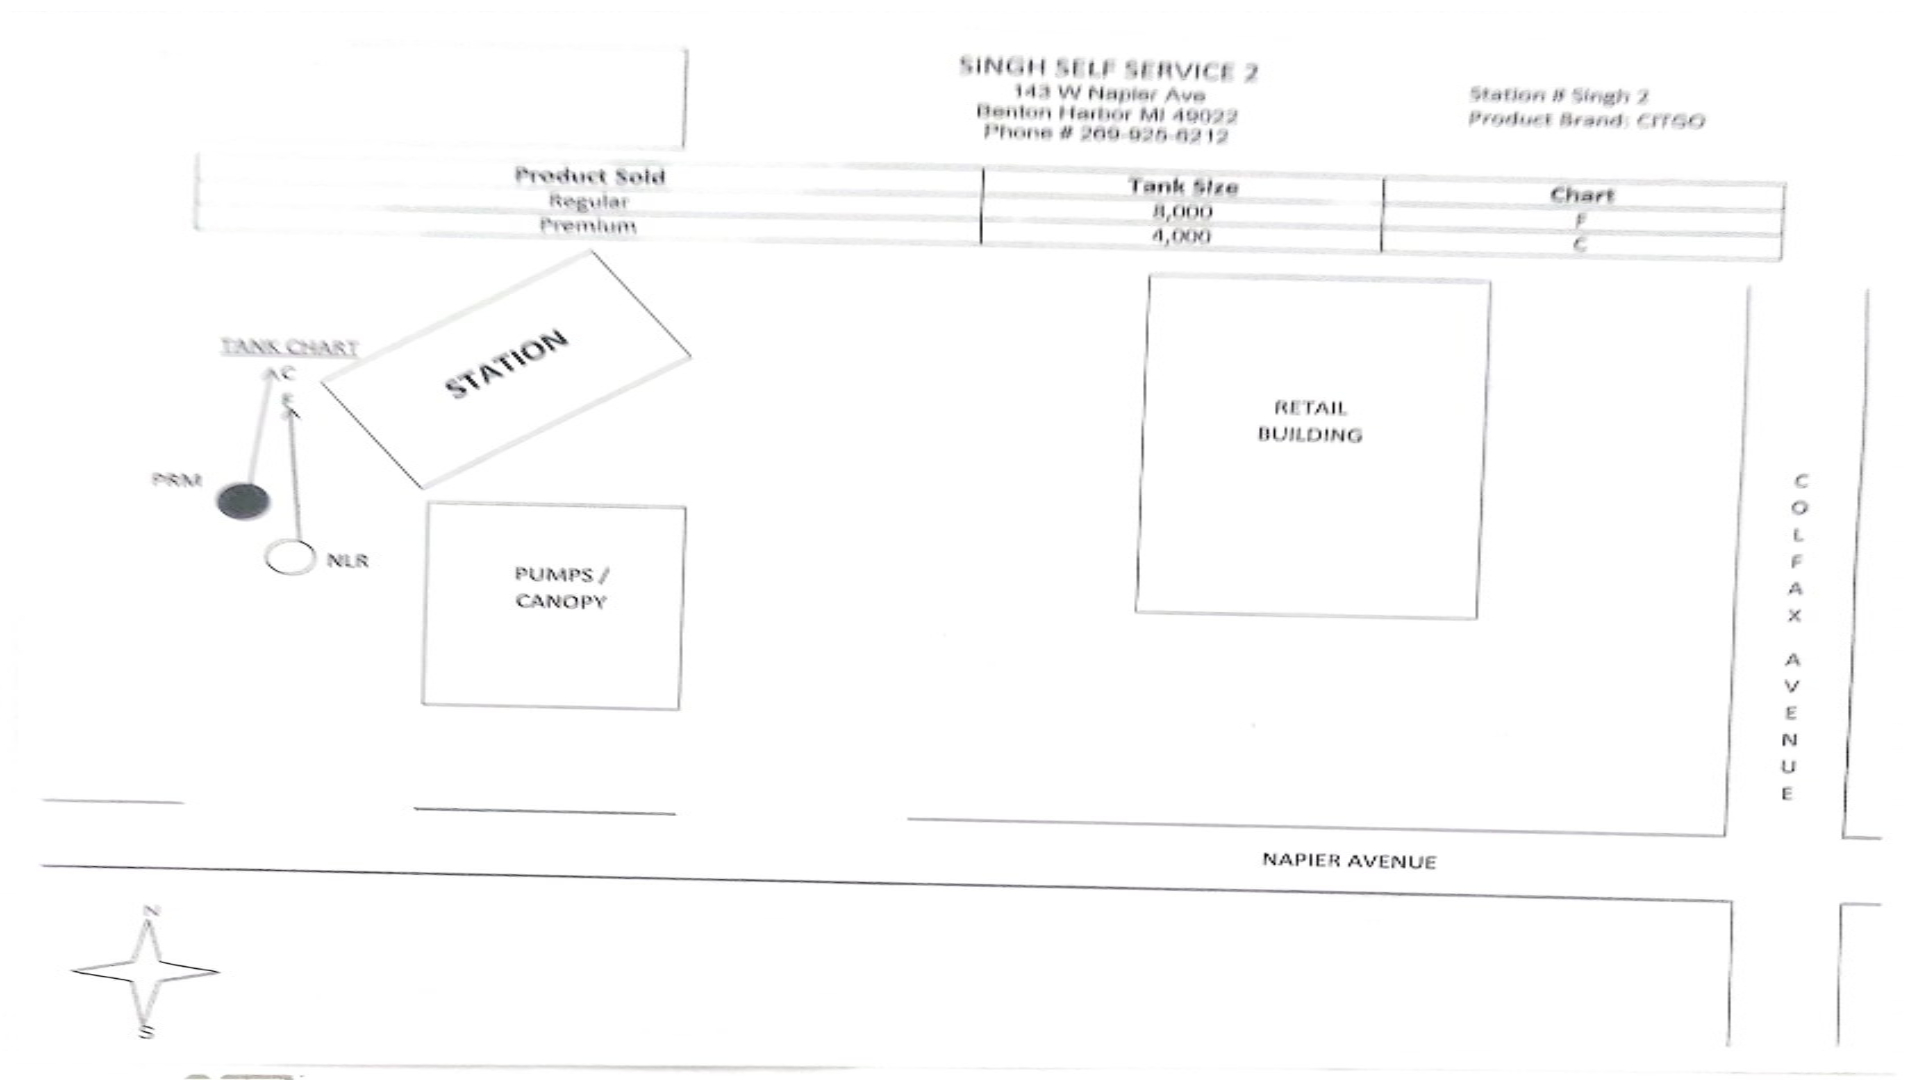 SINGH SELF SERVICE 2
143 W Napier Ave
Benton Harbor MI 49022
Phone # 269-925-6212
Station # Singh 2
Product Brand: CITGO
Product Sold Tank Size Chart
Regular 8,000 F
Premium 4,000 C
TANK CHART
C
F
STATION
PRM
NLR
PUMPS /
CANOPY
RETAIL
BUILDING
COLFAX AVENUE
NAPIER AVENUE
N
S